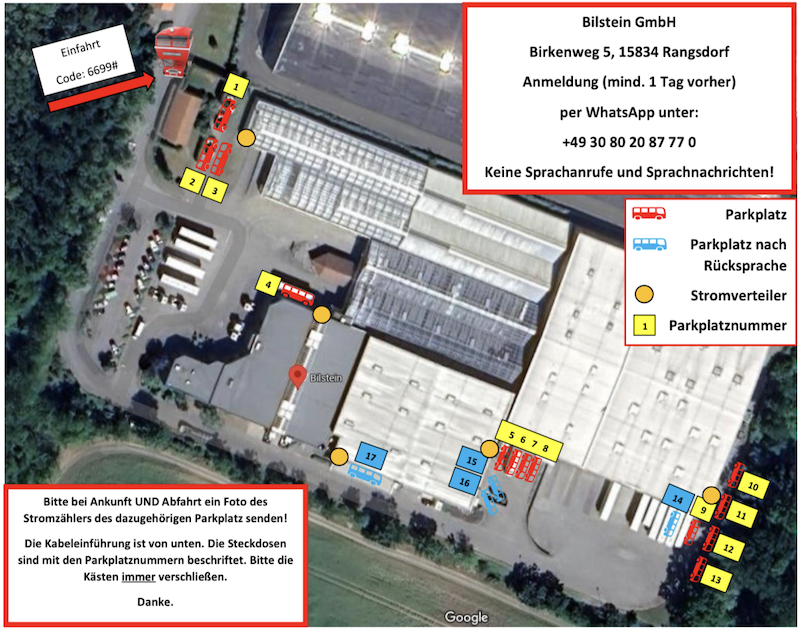 Einfahrt
Code: 6699#
Bilstein GmbH
Birkenweg 5, 15834 Rangsdorf
Anmeldung (mind. 1 Tag vorher)
per WhatsApp unter:
+49 30 80 20 87 77 0
Keine Sprachanrufe und Sprachnachrichten!
Parkplatz
Parkplatz nach
Rücksprache
Stromverteiler
1 Parkplatznummer
1
2
3
4
Bilstein
5 6 7 8
17
15
16
14
9
10
11
12
13
Bitte bei Ankunft UND Abfahrt ein Foto des
Stromzählers des dazugehörigen Parkplatz senden!
Die Kabeleinführung ist von unten. Die Steckdosen
sind mit den Parkplatznummern beschriftet. Bitte die
Kästen immer verschließen.
Danke.
Google